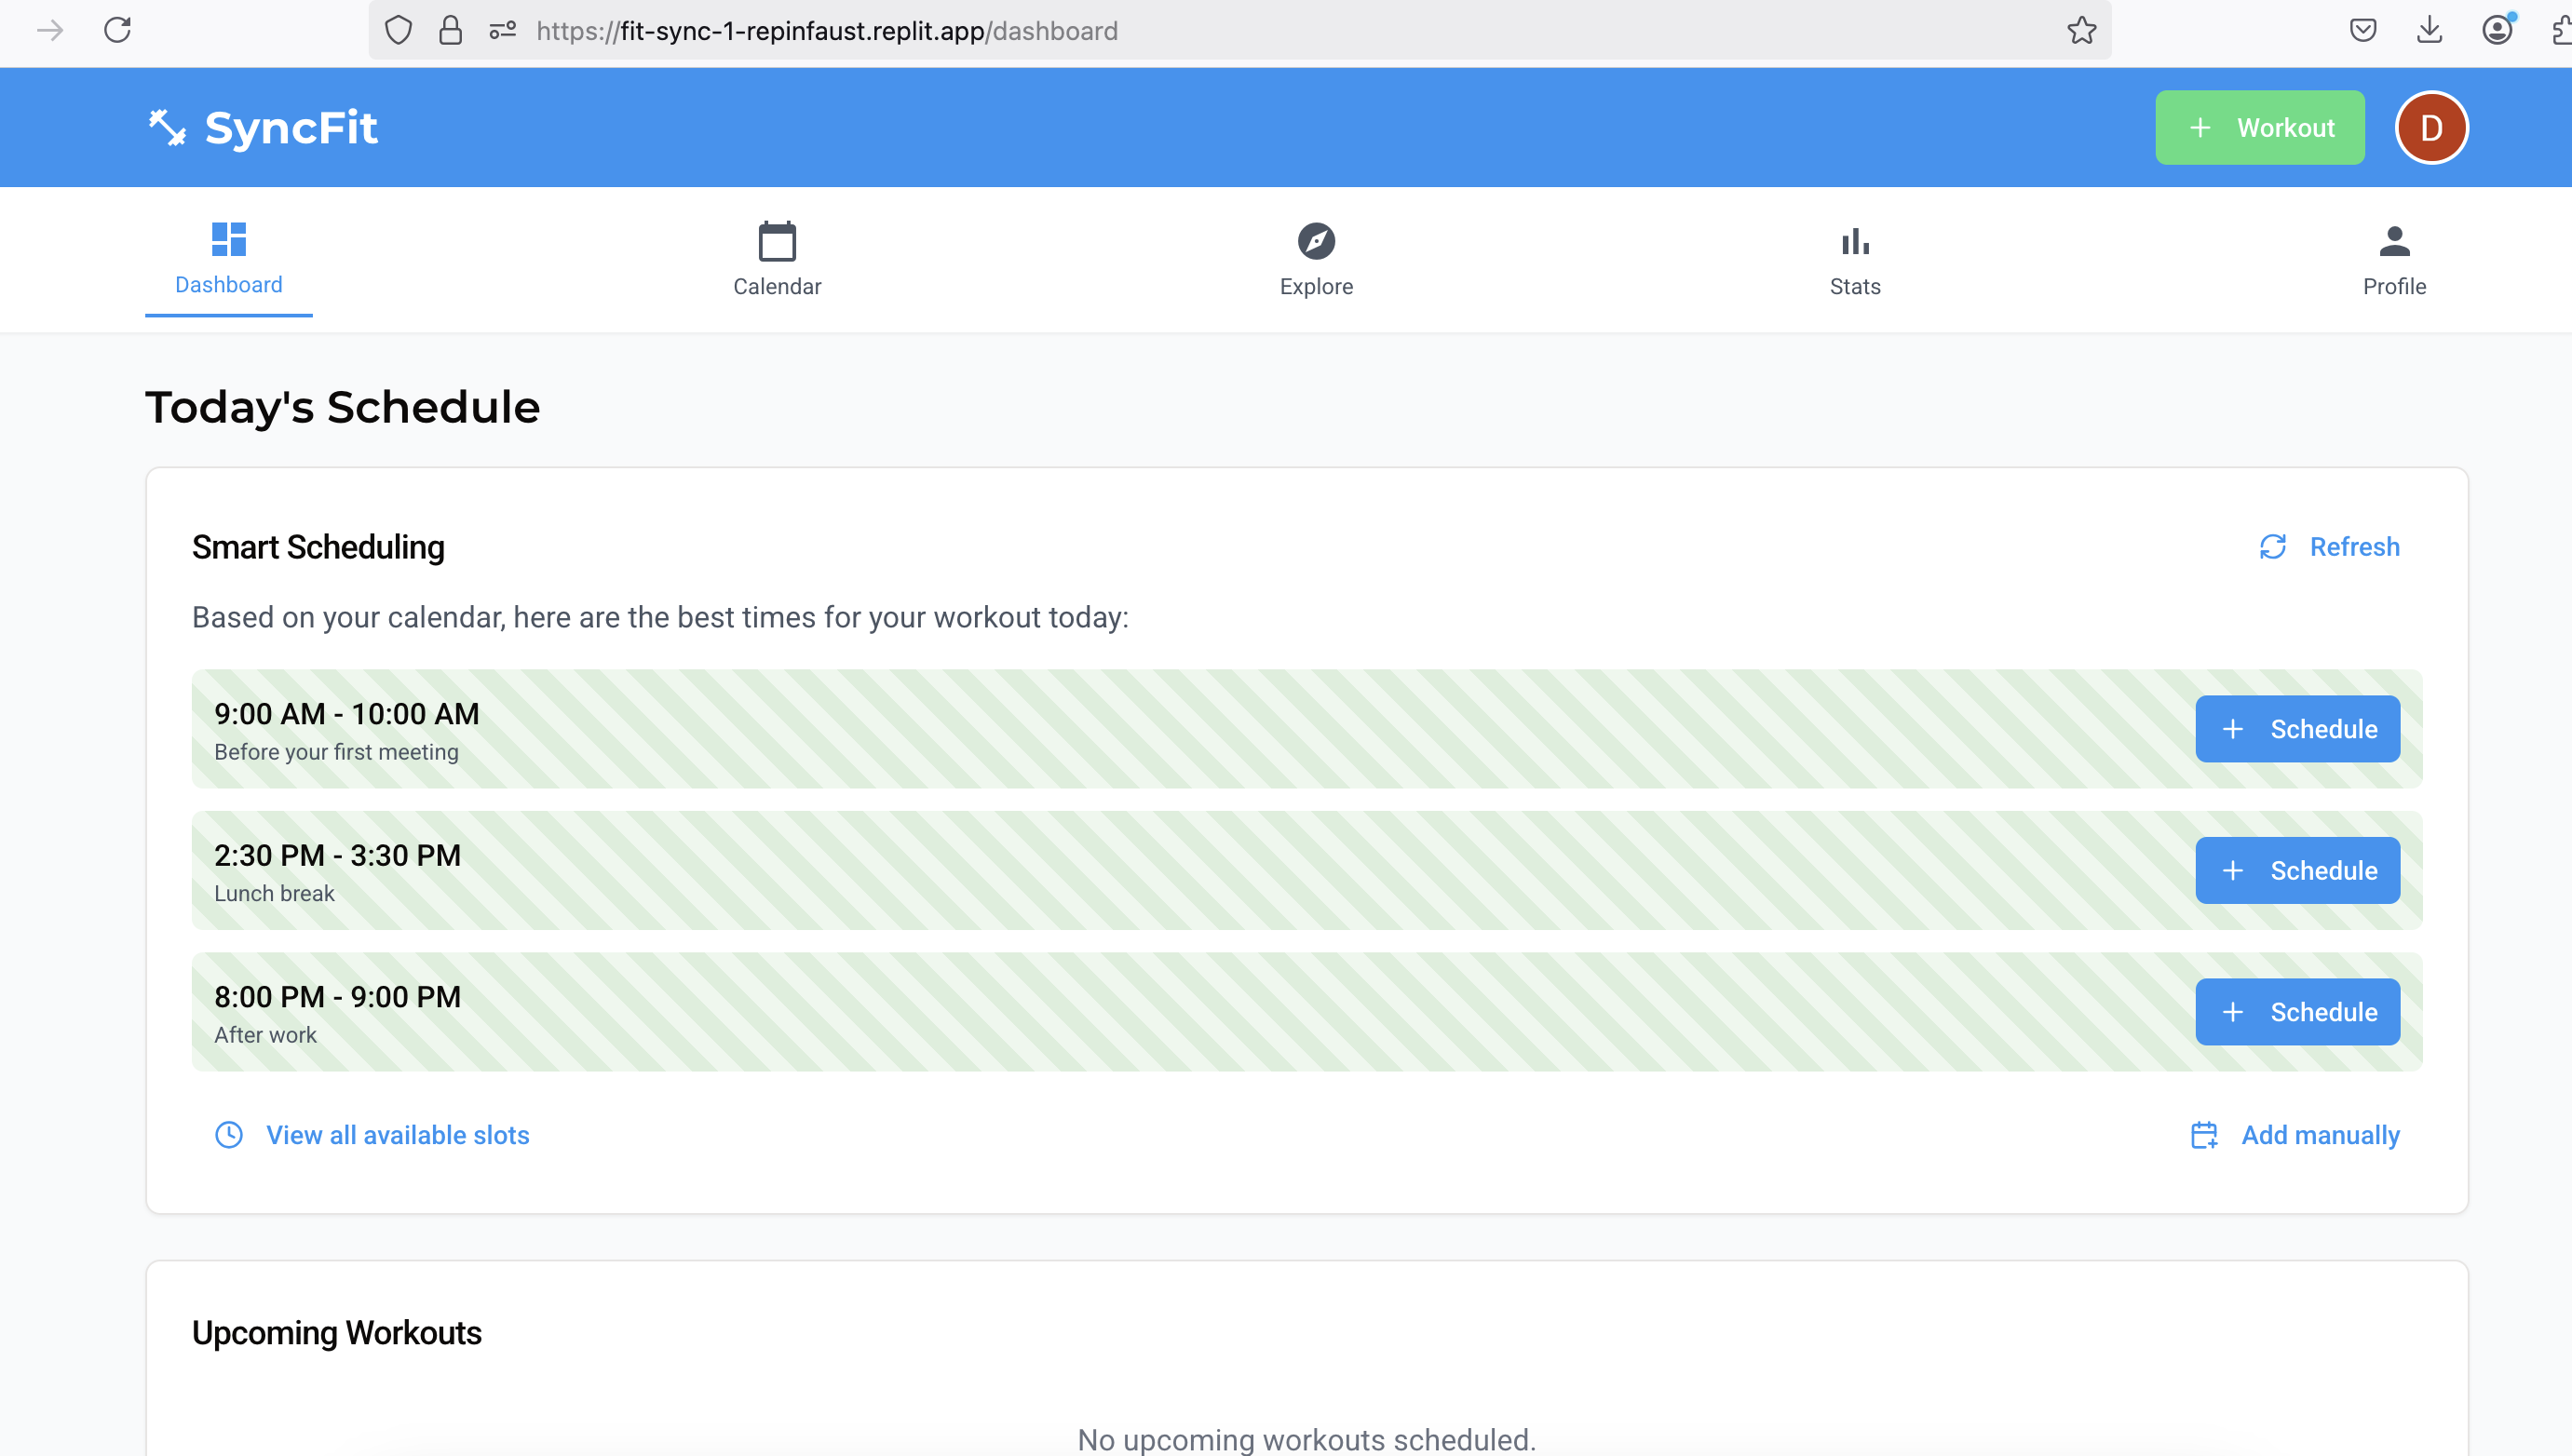 https://fit-sync-1-repinfaust.replit.app/dashboard
SyncFit
Workout
D
Dashboard
Calendar
Explore
Stats
Profile
Today's Schedule
Smart Scheduling
Refresh
Based on your calendar, here are the best times for your workout today:
9:00 AM - 10:00 AM
Before your first meeting
+ Schedule
2:30 PM - 3:30 PM
Lunch break
+ Schedule
8:00 PM - 9:00 PM
After work
+ Schedule
View all available slots
Add manually
Upcoming Workouts
No upcoming workouts scheduled.